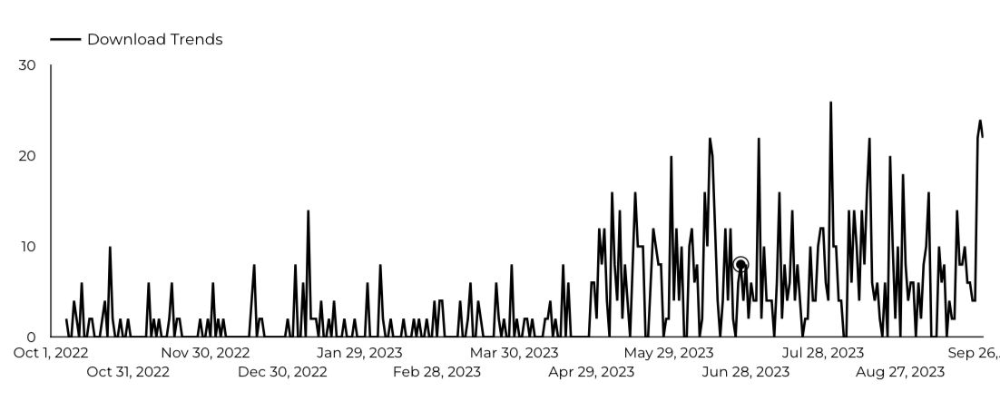 Download Trends
30
20
10
0
Oct 1, 2022 Nov 30, 2022 Jan 29, 2023 Mar 30, 2023 May 29, 2023 Jul 28, 2023 Sep 26,
Oct 31, 2022 Dec 30, 2022 Feb 28, 2023 Apr 29, 2023 Jun 28, 2023 Aug 27, 2023